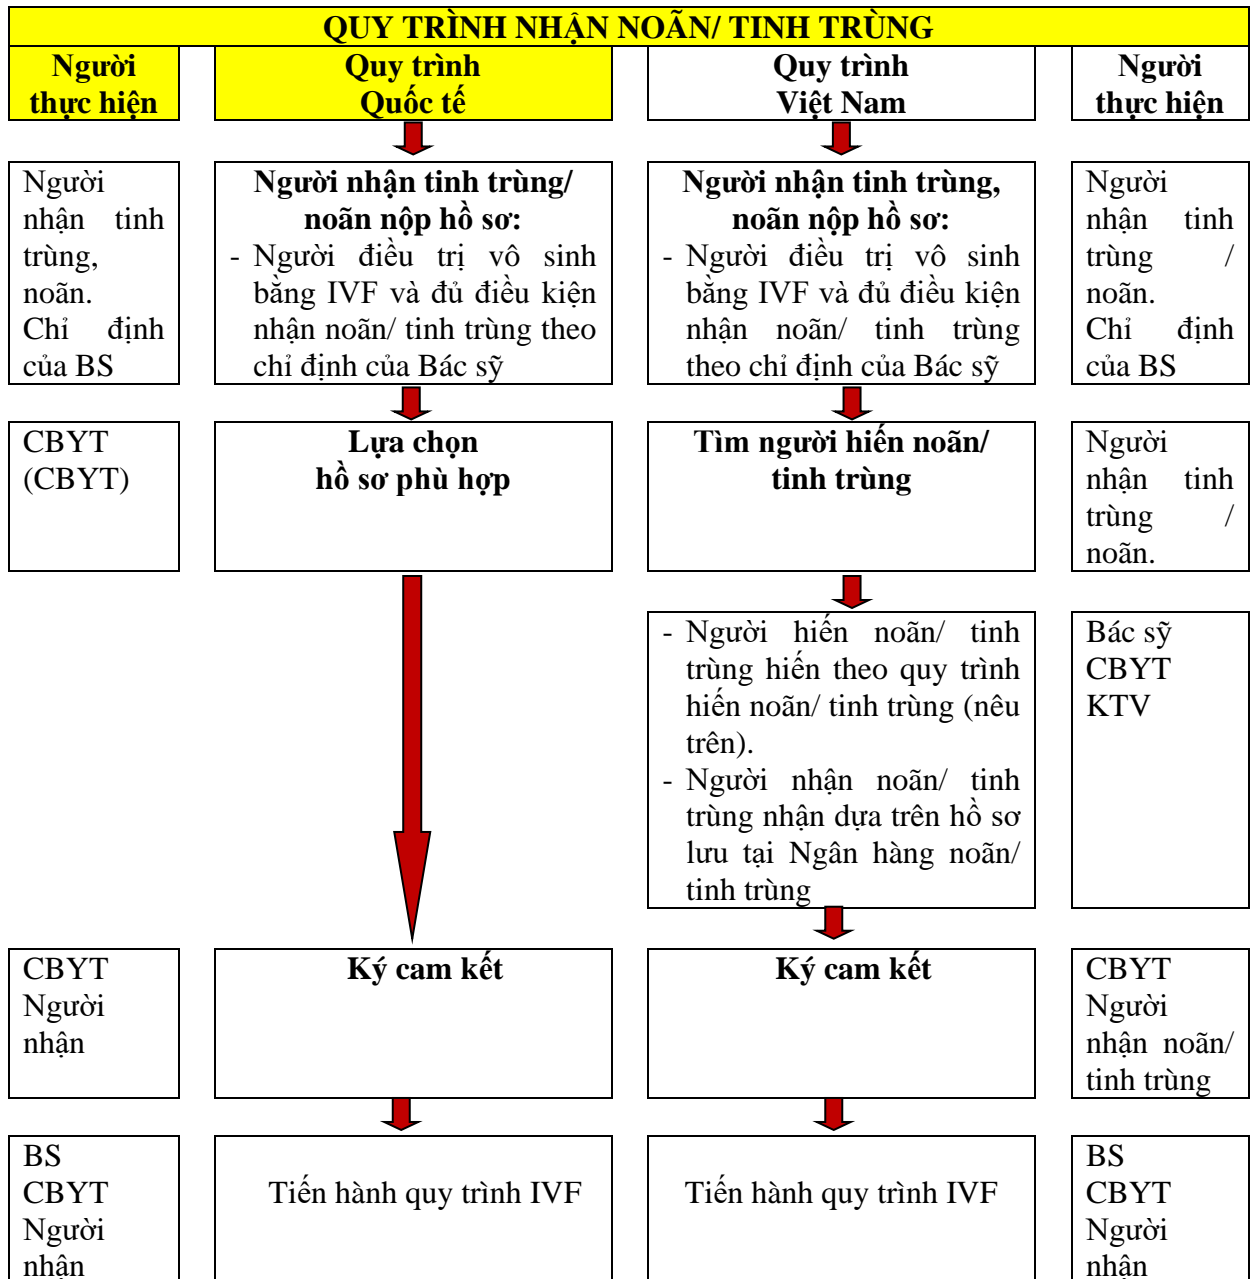 QUY TRÌNH NHẬN NOÃN/ TINH TRÙNG
Người
thực hiện
Quy trình
Quốc tế
Quy trình
Việt Nam
Người
thực hiện
Người
nhận tinh
trùng,
noãn.
Chỉ định
của BS
Người nhận tinh trùng/
noãn nộp hồ sơ:
- Người điều trị vô sinh
bằng IVF và đủ điều kiện
nhận noãn/ tinh trùng theo
chỉ định của Bác sỹ
Người nhận tinh trùng,
noãn nộp hồ sơ:
- Người điều trị vô sinh
bằng IVF và đủ điều kiện
nhận noãn/ tinh trùng
theo chỉ định của Bác sỹ
Người
nhận tinh
trùng /
noãn.
Chỉ định
của BS
CBYT
(CBYT)
Lựa chọn
hồ sơ phù hợp
Tìm người hiến noãn/
tinh trùng
Người
nhận tinh
trùng /
noãn.
- Người hiến noãn/ tinh
trùng hiến theo quy trình
hiến noãn/ tinh trùng (nêu
trên).
- Người nhận noãn/ tinh
trùng nhận dựa trên hồ sơ
lưu tại Ngân hàng noãn/
tinh trùng
Bác sỹ
CBYT
KTV
CBYT
Người
nhận
Ký cam kết
Ký cam kết
CBYT
Người
nhận noãn/
tinh trùng
BS
CBYT
Người
nhận
Tiến hành quy trình IVF
Tiến hành quy trình IVF
BS
CBYT
Người
nhận